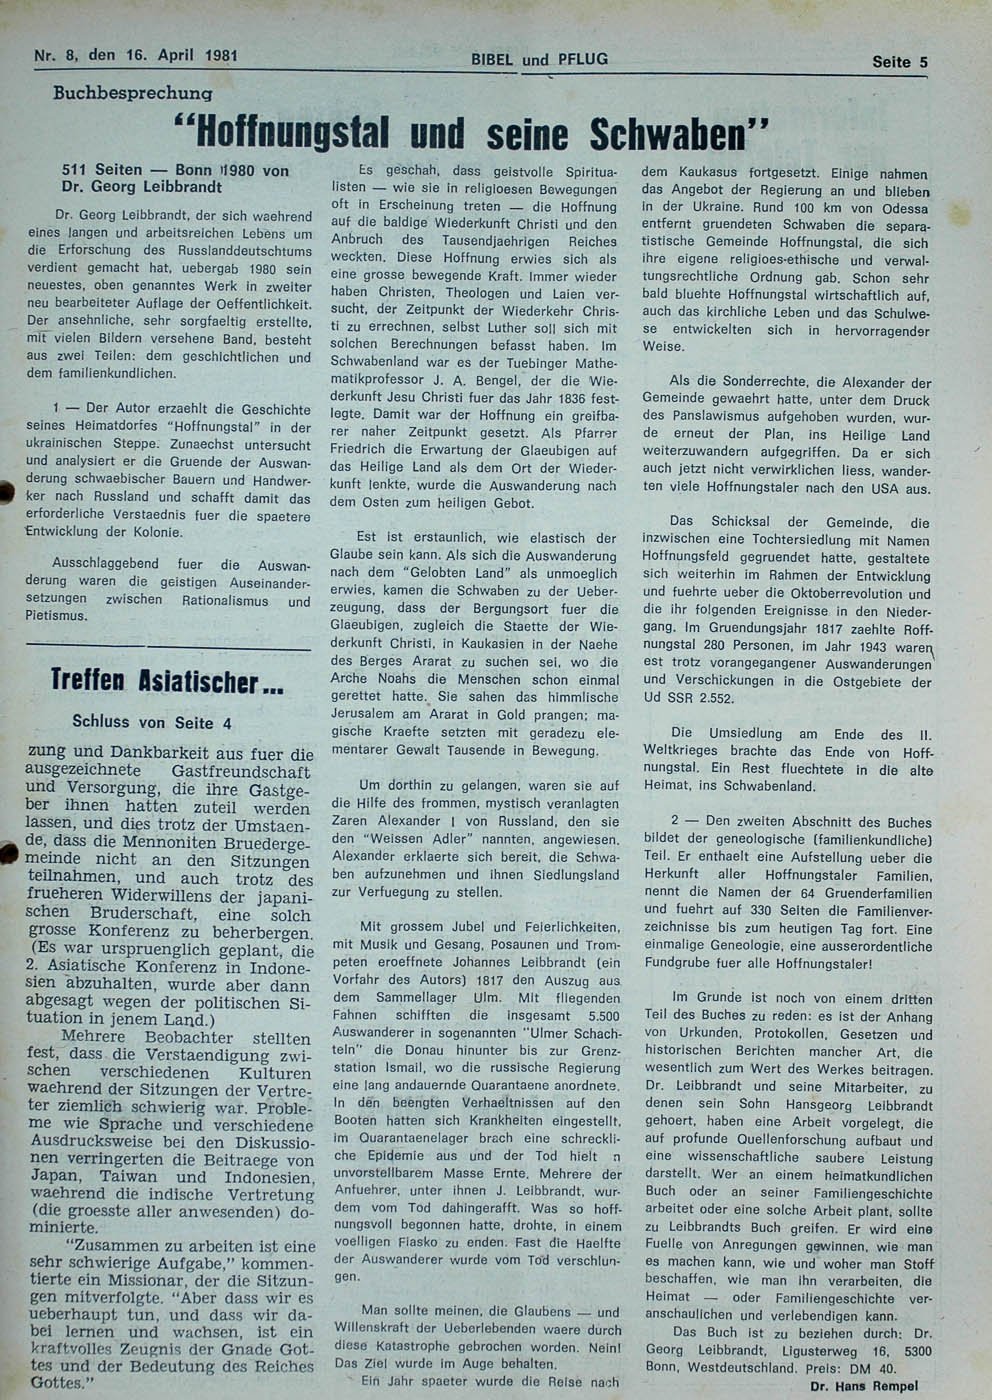 Nr. 8, den 16. April 1981
BIBEL und PFLUG
Seite 5
Buchbesprechung
“Hoffnungstal und seine Schwaben”
511 Seiten — Bonn 1980 von
Dr. Georg Leibbrandt
Dr. Georg Leibbrandt, der sich waehrend
eines langen und arbeitsreichen Lebens um
die Erforschung des Russlanddeutschtums
verdient gemacht hat, uebergab 1980 sein
neuestes, oben genanntes Werk in zweiter
neu bearbeiteter Auflage der Oeffentlichkeit.
Der ansehnliche, sehr sorgfaeltig erstellte,
mit vielen Bildern versehene Band, besteht
aus zwei Teilen: dem geschichtlichen und
dem familienkundlichen.
1 — Der Autor erzaehlt die Geschichte
seines Heimatdorfes “Hoffnungstal” in der
ukrainischen Steppe. Zunaechst untersucht
und analysiert er die Gruende der Auswan-
derung schwaebischer Bauern und Handwer-
ker nach Russland und schafft damit das
erforderliche Verstaednis fuer die spaetere
Entwicklung der Kolonie.
Ausschlaggebend fuer die Auswan-
derung waren die geistigen Auseinander-
setzungen zwischen Rationalismus und
Pietismus.
Treffen Asiatischer...
Schluss von Seite 4
zung und Dankbarkeit aus fuer die
ausgezeichnete Gastfreundschaft
und Versorgung, die ihre Gastge-
ber ihnen hatten zuteil werden
lassen, und dies trotz der Umstaen-
de, dass die Mennoniten Bruederge-
meinde nicht an den Sitzungen
teilnahmen, und auch trotz des
frueheren Widerwillens der japani-
schen Bruderschaft, eine solch
grosse Konferenz zu beherbergen.
(Es war urspruenglich geplant, die
2. Asiatische Konferenz in Indone-
sien abzuhalten, wurde aber dann
abgesagt wegen der politischen Si-
tuation in jenem Land.)
Mehrere Beobachter stellten
fest, dass die Verstaendigung zwi-
schen verschiedenen Kulturen
waehrend der Sitzungen der Vertre-
ter ziemlich schwierig war. Proble-
me wie Sprache und verschiedene
Ausdrucksweise bei den Diskussio-
nen verringerten die Beitraege von
Japan, Taiwan und Indonesien,
waehrend die indische Vertretung
(die groesste aller anwesenden) do-
minierte.
“Zusammen zu arbeiten ist eine
sehr schwierige Aufgabe,” kommen-
tierte ein Missionar, der die Sitzun-
gen mitverfolgte. “Aber dass wir es
ueberhaupt tun, und dass wir da-
bei lernen und wachsen, ist ein
kraftvolles Zeugnis der Gnade Got-
tes und der Bedeutung des Reiches
Gottes.”
Es geschah, dass geistvolle Spiritua-
listen — wie sie in religioesen Bewegungen
oft in Erscheinung treten — die Hoffnung
auf die baldige Wiederkunft Christi und den
Anbruch des Tausendjaehrigen Reiches
weckten. Diese Hoffnung erwies sich als
eine grosse bewegende Kraft. Immer wieder
haben Christen, Theologen und Laien ver-
sucht, der Zeitpunkt der Wiederkehr Chris-
ti zu errechnen, selbst Luther soll sich mit
solchen Berechnungen befasst haben. Im
Schwabenland war es der Tuebinger Mathe-
matikprofessor J. A. Bengel, der die Wie-
derkunft Jesu Christi fuer das Jahr 1836 fest-
legte. Damit war der Hoffnung ein greifba-
rer naher Zeitpunkt gesetzt. Als Pfarrer
Friedrich die Erwartung der Glaeubigen auf
das Heilige Land als dem Ort der Wieder-
kunft lenkte, wurde die Auswanderung nach
dem Osten zum heiligen Gebot.
Est ist erstaunlich, wie elastisch der
Glaube sein kann. Als sich die Auswanderung
nach dem “Gelobten Land” als unmoeglich
erwies, kamen die Schwaben zu der Ueber-
zeugung, dass der Bergungsort fuer die
Glaeubigen, zugleich die Staette der Wie-
derkunft Christi, in Kaukasien in der Naehe
des Berges Ararat zu suchen sei, wo die
Arche Noahs die Menschen schon einmal
gerettet hatte. Sie sahen das himmlische
Jerusalem am Ararat in Gold prangen; ma-
gische Kraefte setzten mit geradezu ele-
mentarer Gewalt Tausende in Bewegung.
Um dorthin zu gelangen, waren sie auf
die Hilfe des frommen, mystisch veranlagten
Zaren Alexander I von Russland, den sie
den “Weissen Adler” nannten, angewiesen.
Alexander erklaerte sich bereit, die Schwa-
ben aufzunehmen und ihnen Siedlungsland
zur Verfuegung zu stellen.
Mit grossem Jubel und Feierlichkeiten,
mit Musik und Gesang, Posaunen und Trom-
peten eroeffnete Johannes Leibbrandt (ein
Vorfahr des Autors) 1817 den Auszug aus
dem Sammellager Ulm. Mit fliegenden
Fahnen schifften die insgesamt 5.500
Auswanderer in sogenannten “Ulmer Schach-
teln” die Donau hinunter bis zur Grenz-
station Ismail, wo die russische Regierung
eine lang andauernde Quarantaene anordnete.
In den beengten Verhaeltnissen auf den
Booten hatten sich Krankheiten eingestellt,
im Quarantaenelager brach eine schreckli-
che Epidemie aus und der Tod hielt n
unvorstellbarem Masse Ernte. Mehrere der
Anfuehrer, unter ihnen J. Leibbrandt, wur-
dem vom Tod dahingerafft. Was so hoff-
nungsvoll begonnen hatte, drohte, in einem
voelligen Fiasko zu enden. Fast die Haelfte
der Auswanderer wurde vom Tod verschlun-
gen.
Man sollte meinen, die Glaubens — und
Willenskraft der Ueberlebenden waere durch
diese Katastrophe gebrochen worden. Nein!
Das Ziel wurde im Auge behalten.
Ein Jahr spaeter wurde die Reise nach
dem Kaukasus fortgesetzt. Einige nahmen
das Angebot der Regierung an und blieben
in der Ukraine. Rund 100 km von Odessa
entfernt gruendeten Schwaben die separa-
tistische Gemeinde Hoffnungstal, die sich
ihre eigene religioes-ethische und verwal-
tungsrechtliche Ordnung gab. Schon sehr
bald bluehte Hoffnungstal wirtschaftlich auf,
auch das kirchliche Leben und das Schulwe-
se entwickelten sich in hervorragender
Weise.
Als die Sonderrechte, die Alexander der
Gemeinde gewaehrt hatte, unter dem Druck
des Panslawismus aufgehoben wurden, wur-
de erneut der Plan, ins Heilige Land
weiterzuwandern aufgegriffen. Da er sich
auch jetzt nicht verwirklichen liess, wander-
ten viele Hoffnungstaler nach den USA aus.
Das Schicksal der Gemeinde, die
inzwischen eine Tochtersiedlung mit Namen
Hoffnungsfeld gegruendet hatte, gestaltete
sich weiterhin im Rahmen der Entwicklung
und fuehrte ueber die Oktoberrevolution und
die ihr folgenden Ereignisse in den Nieder-
gang. Im Gruendungsjahr 1817 zaehlte Roff-
nungstal 280 Personen, im Jahr 1943 waren
est trotz vorangegangener Auswanderungen
und Verschickungen in die Ostgebiete der
Ud SSR 2.552.
Die Umsiedlung am Ende des II.
Weltkrieges brachte das Ende von Hoff-
nungstal. Ein Rest fluechtete in die alte
Heimat, ins Schwabenland.
2 — Den zweiten Abschnitt des Buches
bildet der geneologische (familienkundliche)
Teil. Er enthaelt eine Aufstellung ueber die
Herkunft aller Hoffnungstaler Familien,
nennt die Namen der 64 Gruenderfamilien
und fuehrt auf 330 Seiten die Familienver-
zeichnisse bis zum heutigen Tag fort. Eine
einmalige Geneologie, eine ausserordentliche
Fundgrube fuer alle Hoffnungstaler!
Im Grunde ist noch von einem dritten
Teil des Buches zu reden: es ist der Anhang
von Urkunden, Protokollen, Gesetzen und
historischen Berichten mancher Art, die
wesentlich zum Wert des Werkes beitragen.
Dr. Leibbrandt und seine Mitarbeiter, zu
denen sein Sohn Hansgeorg Leibbrandt
gehoert, haben eine Arbeit vorgelegt, die
auf profunde Quellenforschung aufbaut und
eine wissenschaftliche saubere Leistung
darstellt. Wer an einem heimatkundlichen
Buch oder an seiner Familiengeschichte
arbeitet oder eine solche Arbeit plant, sollte
zu Leibbrandts Buch greifen. Er wird eine
Fuelle von Anregungen gewinnen, wie man
es machen kann, wie und woher man Stoff
beschaffen, wie man ihn verarbeiten, die
Heimat — oder Familiengeschichte ver-
anschaulichen und verlebendigen kann.
Das Buch ist zu beziehen durch: Dr.
Georg Leibbrandt, Ligusterweg 16, 5300
Bonn, Westdeutschland. Preis: DM 40.
Dr. Hans Rempel